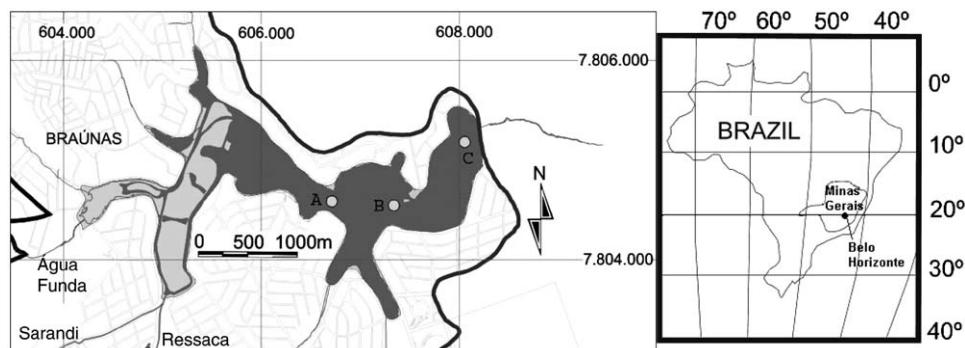 604.000
606.000
608.000
7.806.000
BRAÚNAS
A
B
C
N
0 500 1000m
7.804.000
Água
Funda
Sarandi
Ressaca
70º 60º 50º 40º
0º
BRAZIL
10º
Minas
Gerais
20º
Belo
Horizonte
30º
40º